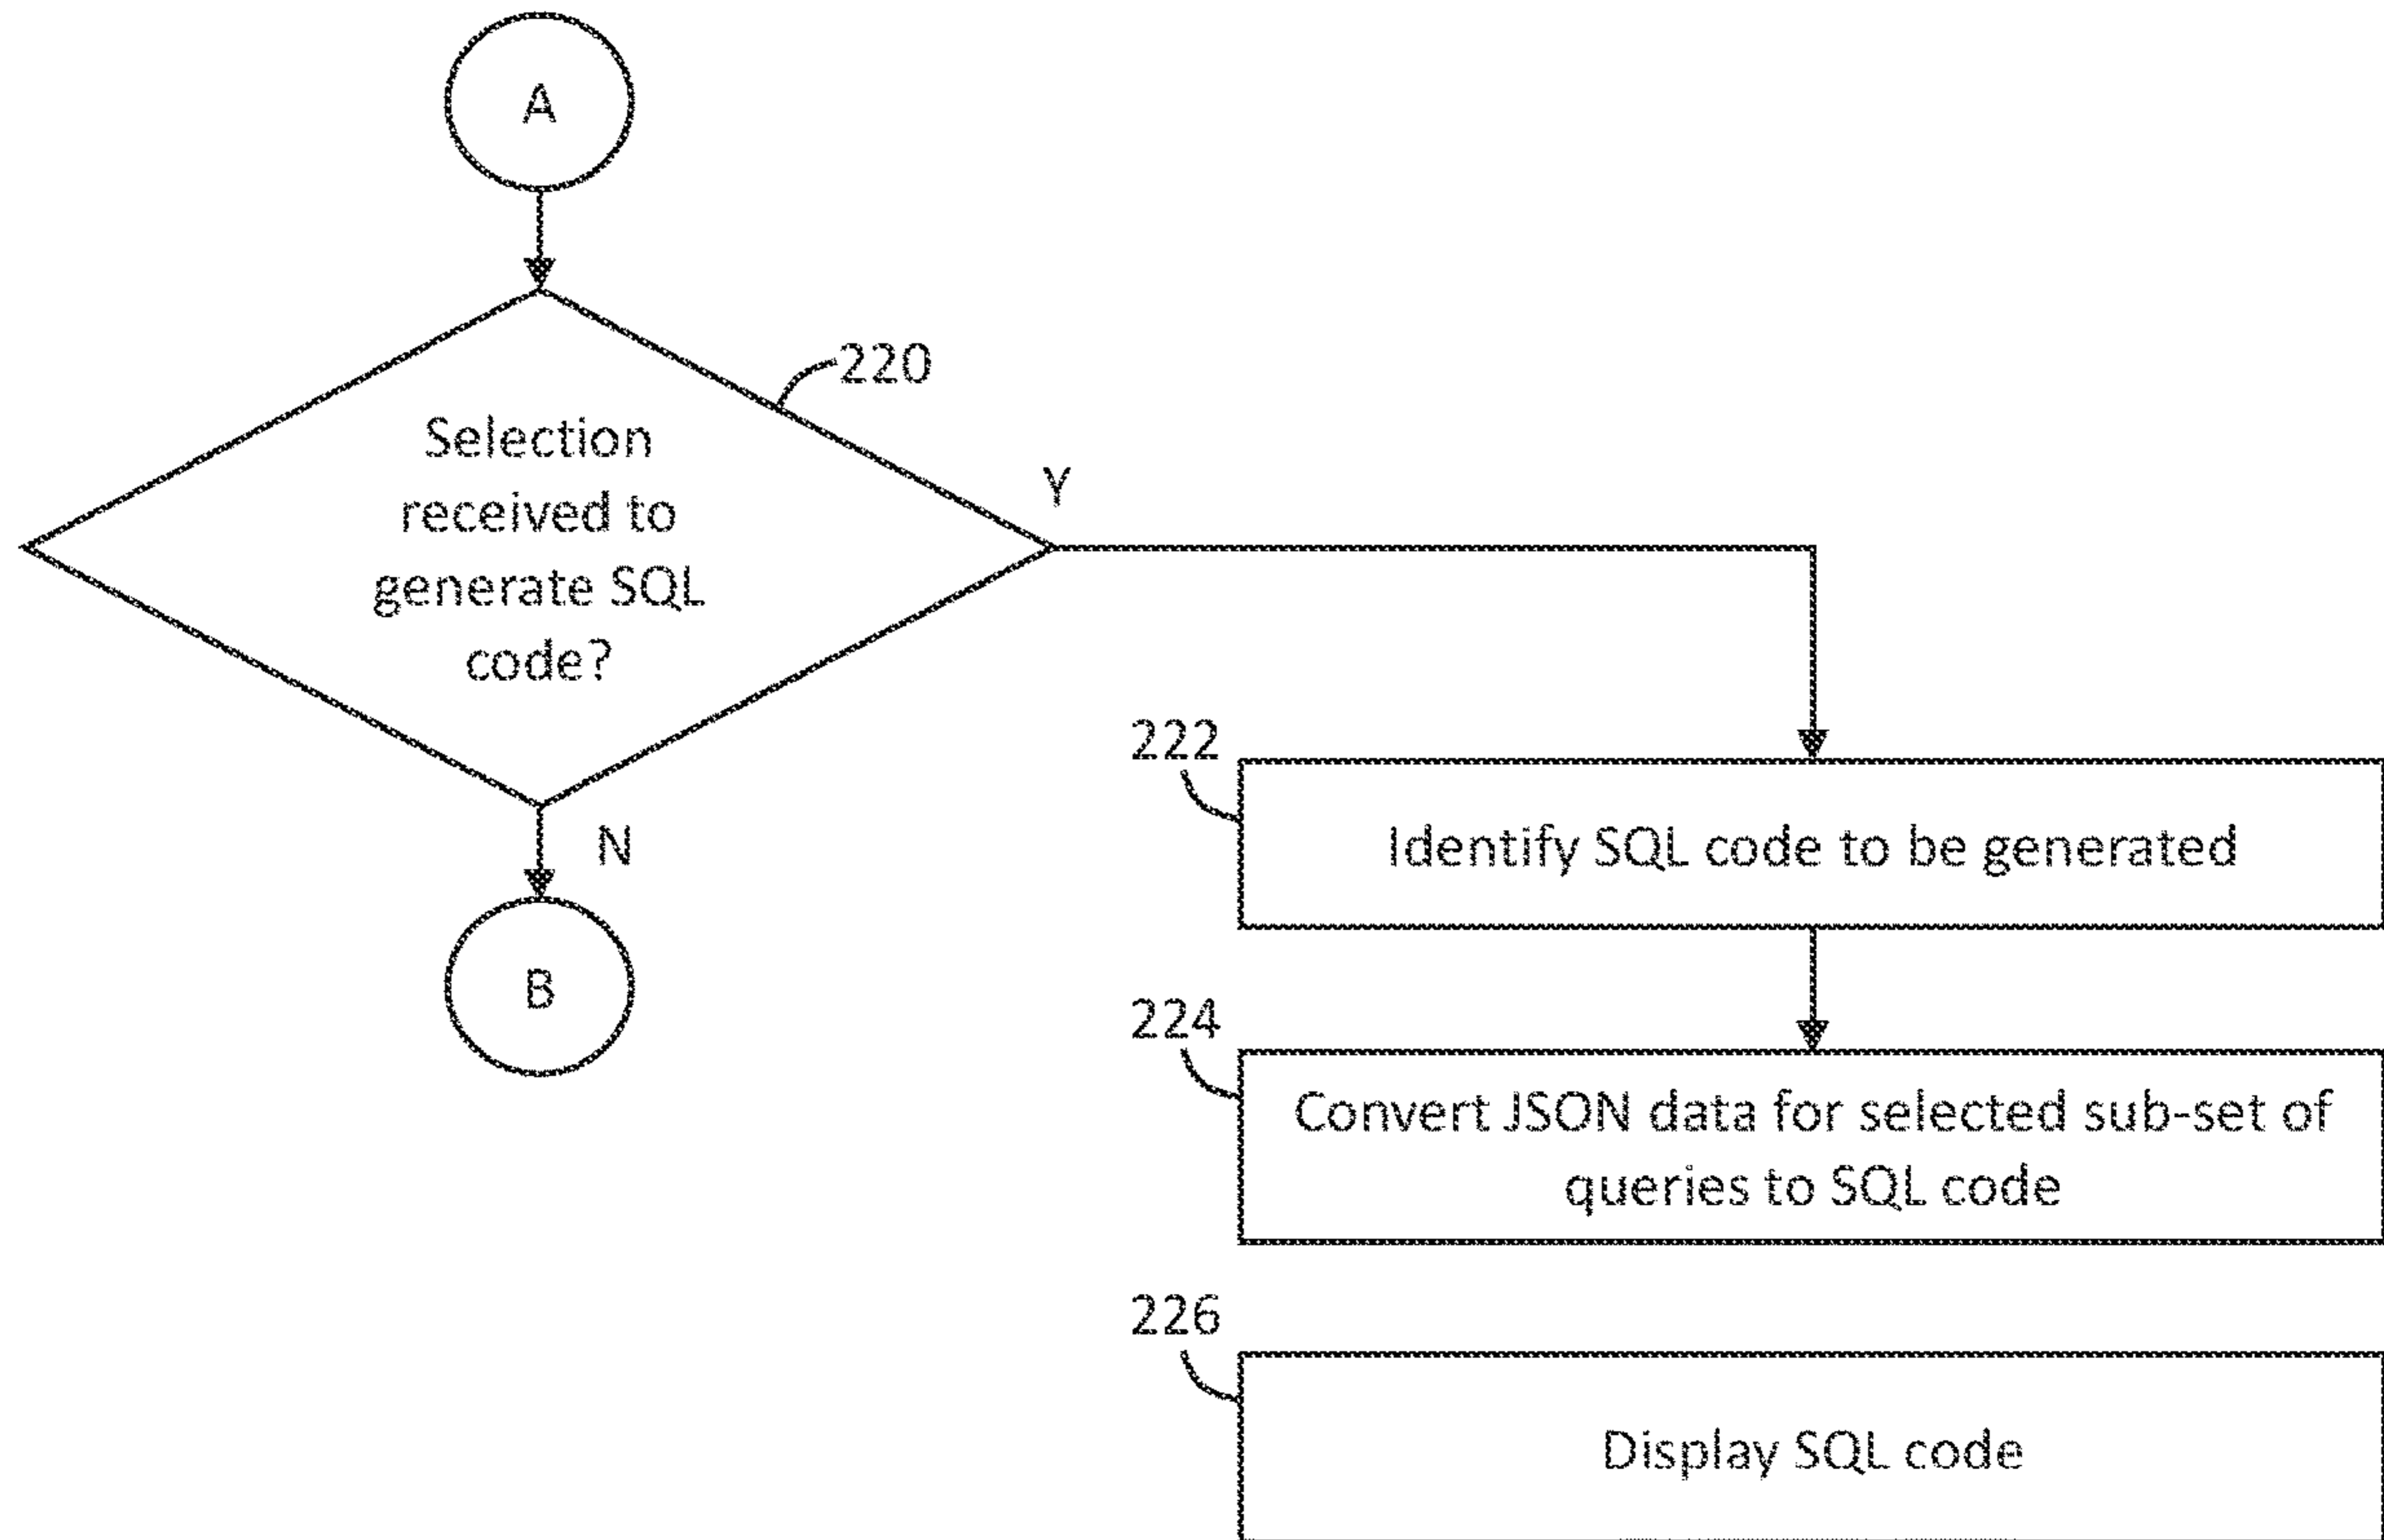 A
220
Selection
received to
generate SQL
code?
Y
N
B
222
Identify SQL code to be generated
224
Convert JSON data for selected sub-set of
queries to SQL code
226
Display SQL code